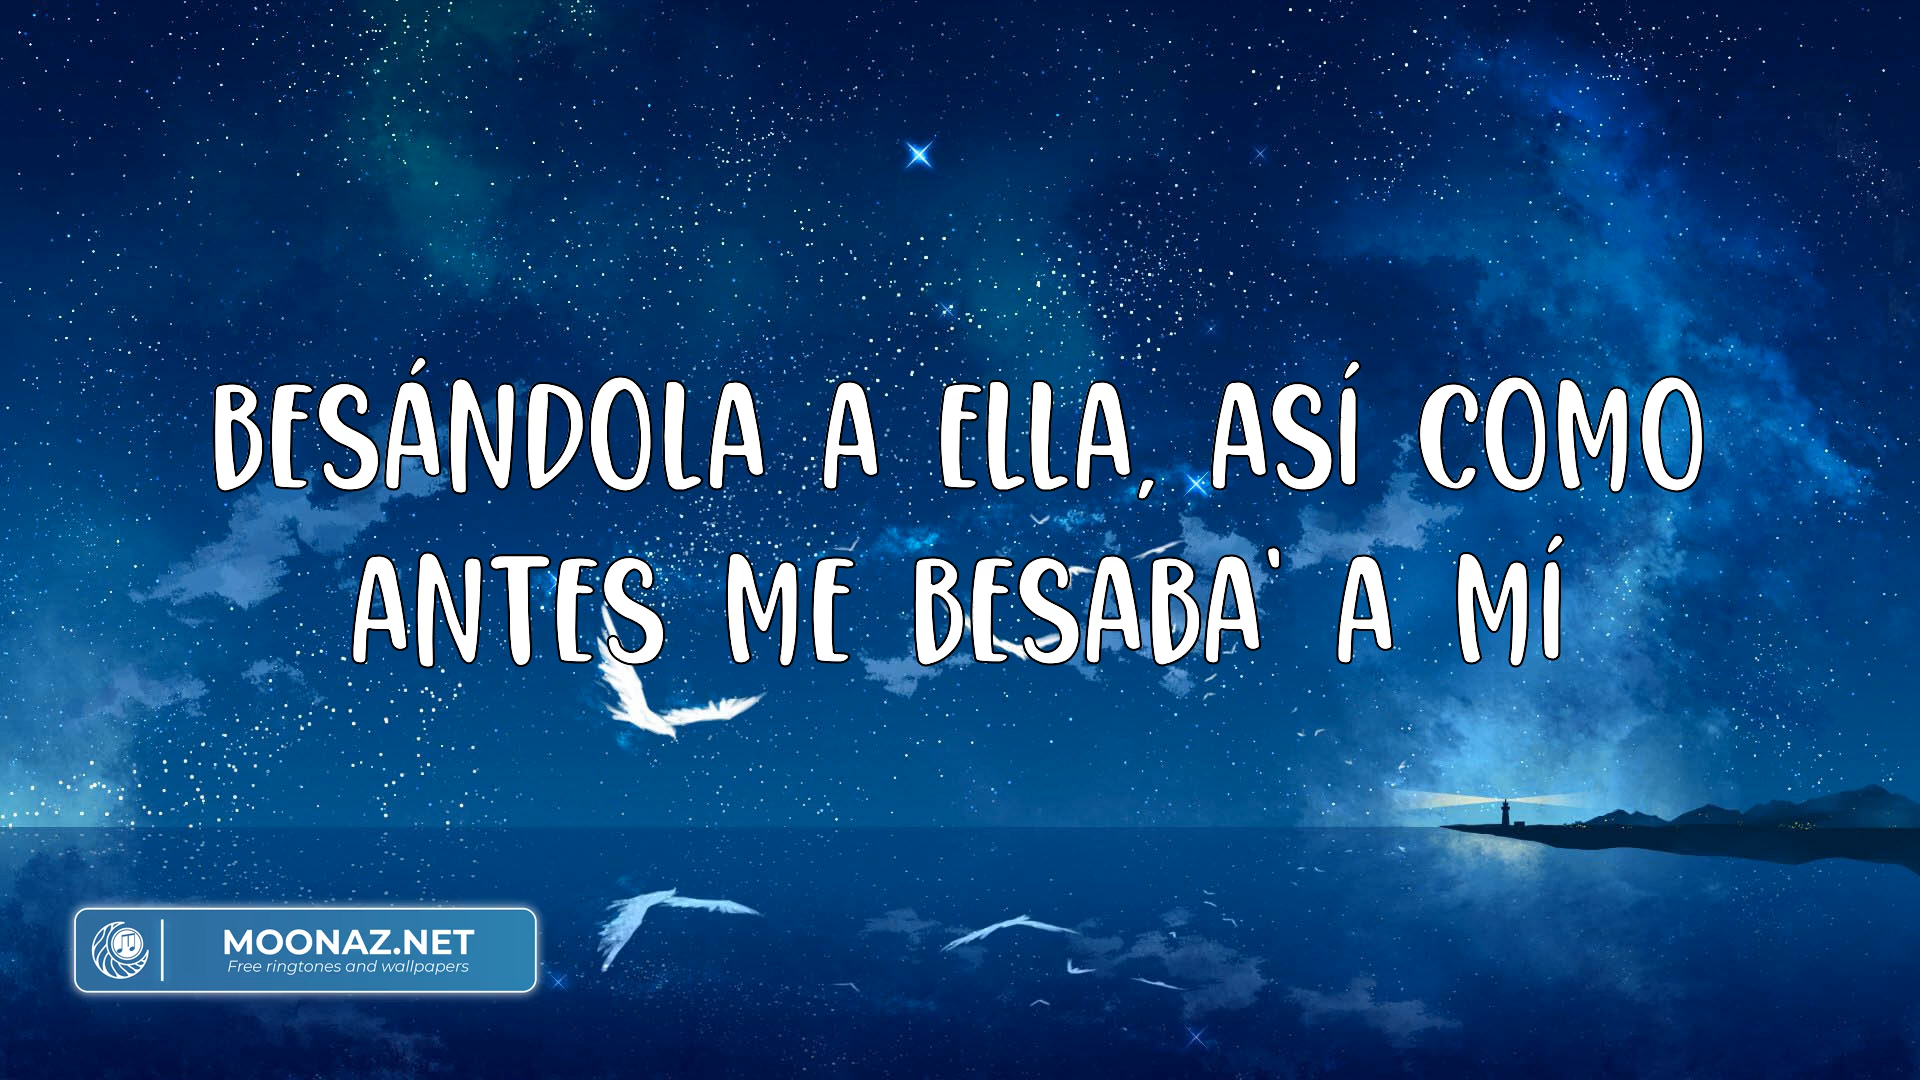 BESÁNDOLA A ELLA, ASÍ COMO
ANTES ME BESABA' A MÍ
MOONAZ.NET
Free ringtones and wallpapers